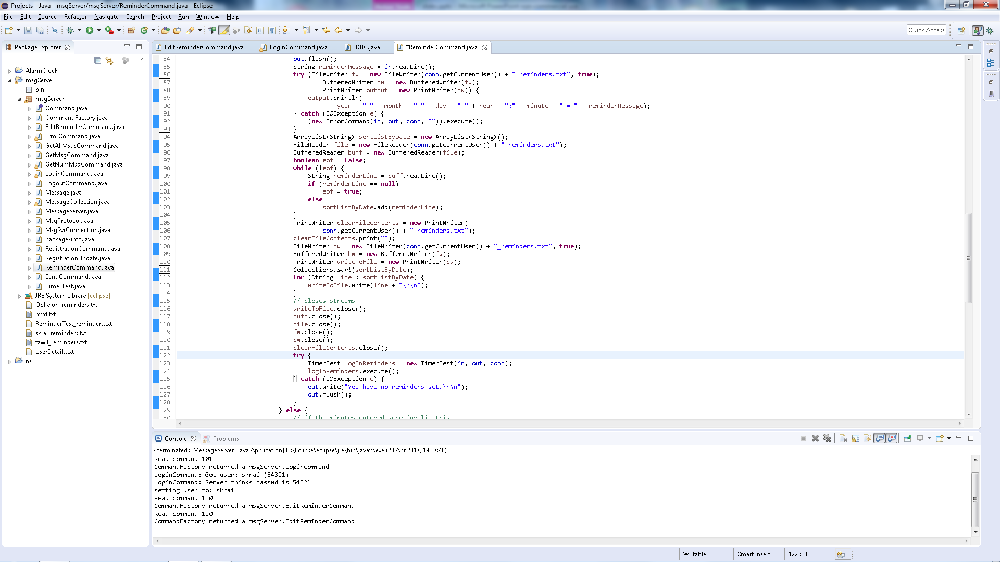 Projects - Java - msgServer/msgServer/ReminderCommand.java - Eclipse
File Edit Source Refactor Navigate Search Project Run Window Help
Quick Access
Package Explorer
AlarmClock
msgServer
bin
msgServer
Command.java
CommandFactory.java
EditReminderCommand.java
ErrorCommand.java
GetAllMsgsCommand.java
GetMsgCommand.java
GetNumMsgCommand.java
LoginCommand.java
LogoutCommand.java
Message.java
MessageCollection.java
MessageServer.java
MsgProtocol.java
MsgSvrConnection.java
package-info.java
RegistrationCommand.java
RegistrationUpdate.java
ReminderCommand.java
SendCommand.java
TimerTest.java
JRE System Library [eclipse]
Oblivion_reminders.txt
pwd.txt
ReminderTest_reminders.txt
skrai_reminders.txt
tawil_reminders.txt
UserDetails.txt
ns
EditReminderCommand.java LoginCommand.java JDBC.java *ReminderCommand.java
84 out.flush();
85 String reminderMessage = in.readLine();
86 try (FileWriter fw = new FileWriter(conn.getCurrentUser() + "_reminders.txt", true);
87 BufferedWriter bw = new BufferedWriter(fw);
88 PrintWriter output = new PrintWriter(bw)) {
89 output.println(
90 year + " " + month + " " + day + " " + hour + ":" + minute + " = " + reminderMessage);
91 } catch (IOException e) {
92 (new ErrorCommand(in, out, conn, "")).execute();
93 }
94 ArrayList<String> sortListByDate = new ArrayList<String>();
95 FileReader file = new FileReader(conn.getCurrentUser() + "_reminders.txt");
96 BufferedReader buff = new BufferedReader(file);
97 boolean eof = false;
98 while (!eof) {
99 String reminderLine = buff.readLine();
100 if (reminderLine == null)
101 eof = true;
102 else
103 sortListByDate.add(reminderLine);
104 }
105 PrintWriter clearFileContents = new PrintWriter(
106 conn.getCurrentUser() + "_reminders.txt");
107 clearFileContents.print("");
108 FileWriter fw = new FileWriter(conn.getCurrentUser() + "_reminders.txt", true);
109 BufferedWriter bw = new BufferedWriter(fw);
110 PrintWriter writeToFile = new PrintWriter(bw);
111 Collections.sort(sortListByDate);
112 for (String line : sortListByDate) {
113 writeToFile.write(line + "\r\n");
114 }
115 // closes streams
116 writeToFile.close();
117 buff.close();
118 file.close();
119 fw.close();
120 bw.close();
121 clearFileContents.close();
122 try {
123 TimerTest logInReminders = new TimerTest(in, out, conn);
124 logInReminders.execute();
125 } catch (IOException e) {
126 out.write("You have no reminders set.\r\n");
127 out.flush();
128 }
129 } else {
130 // if the minutes entered were invalid this
Console Problems
<terminated> MessageServer [Java Application] H:\Eclipse\eclipse\jre\bin\javaw.exe (23 Apr 2017, 19:37:48)
Read command 101
CommandFactory returned a msgServer.LoginCommand
LoginCommand: Got user: skrai (54321)
LoginCommand: Server thinks passwd is 54321
setting user to: skrai
Read command 110
CommandFactory returned a msgServer.EditReminderCommand
Read command 110
CommandFactory returned a msgServer.EditReminderCommand
Writable Smart Insert 122 : 38